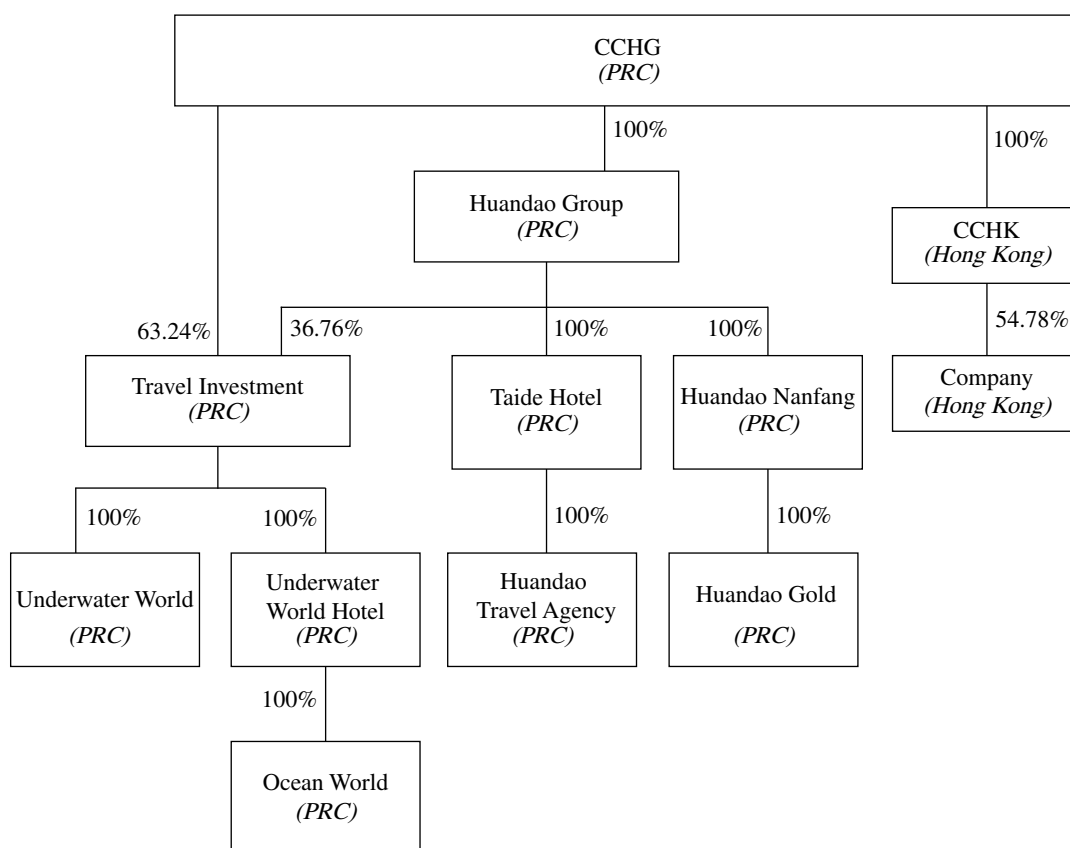 CCHG
(PRC)
100%
100%
Huandao Group
(PRC)
CCHK
(Hong Kong)
63.24%
36.76%
100%
100%
54.78%
Travel Investment
(PRC)
Taide Hotel
(PRC)
Huandao Nanfang
(PRC)
Company
(Hong Kong)
100%
100%
100%
100%
Underwater World
(PRC)
Underwater
World Hotel
(PRC)
Huandao
Travel Agency
(PRC)
Huandao Gold
(PRC)
100%
Ocean World
(PRC)